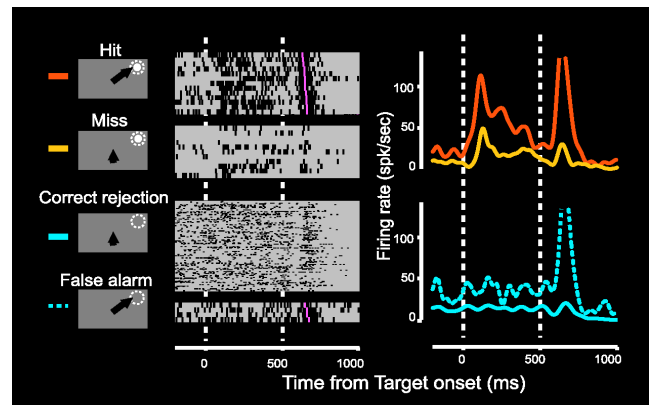 Hit
Miss
Correct rejection
False alarm
0
500
1000
Firing rate (spk/sec)
100
50
0
100
50
0
0
500
1000
Time from Target onset (ms)